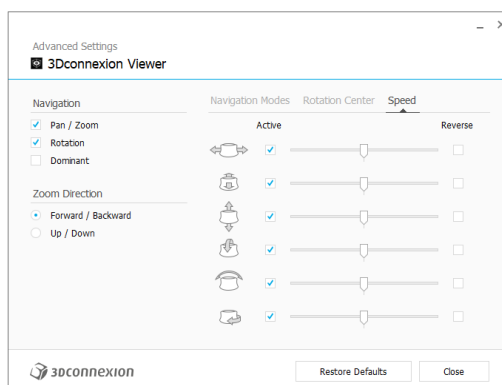 Advanced Settings
3Dconnexion Viewer
Navigation
Pan / Zoom
Rotation
Dominant
Zoom Direction
Forward / Backward
Up / Down
Navigation Modes Rotation Center Speed
Active Reverse
3Dconnexion
Restore Defaults Close